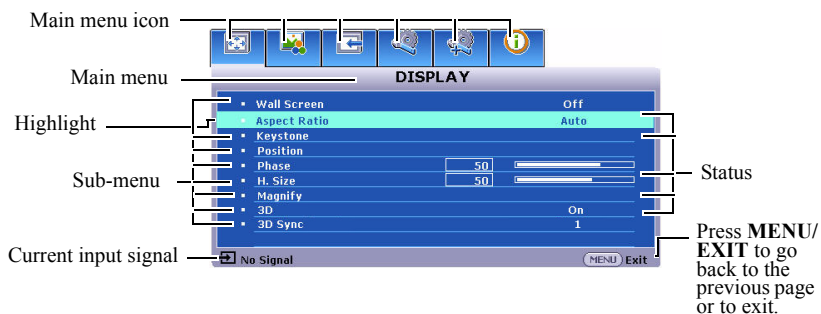 Main menu icon
Main menu
DISPLAY
Wall Screen Off
Highlight
Aspect Ratio Auto
Keystone
Position
Phase 50
Sub-menu
H. Size 50
Status
Magnify
3D On
3D Sync 1
Current input signal
No Signal
MENU Exit
Press MENU/
EXIT to go
back to the
previous page
or to exit.